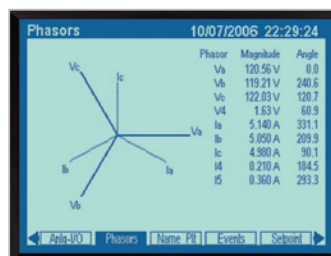 Phasors 10/07/2006 22:29:24
Phasor Magnitude Angle
Va 120.56 V 0.0
Vb 119.21 V 240.6
Vc 122.03 V 120.7
V4 1.63 V 60.9
Ia 5.140 A 331.1
Ib 5.050 A 209.9
Ic 4.980 A 90.1
I4 0.210 A 184.5
I5 0.360 A 293.3
Vc
Ic
Va
Ib
Ia
Vb
Anlg-I/O Phasors Name Plt Events Setpoint